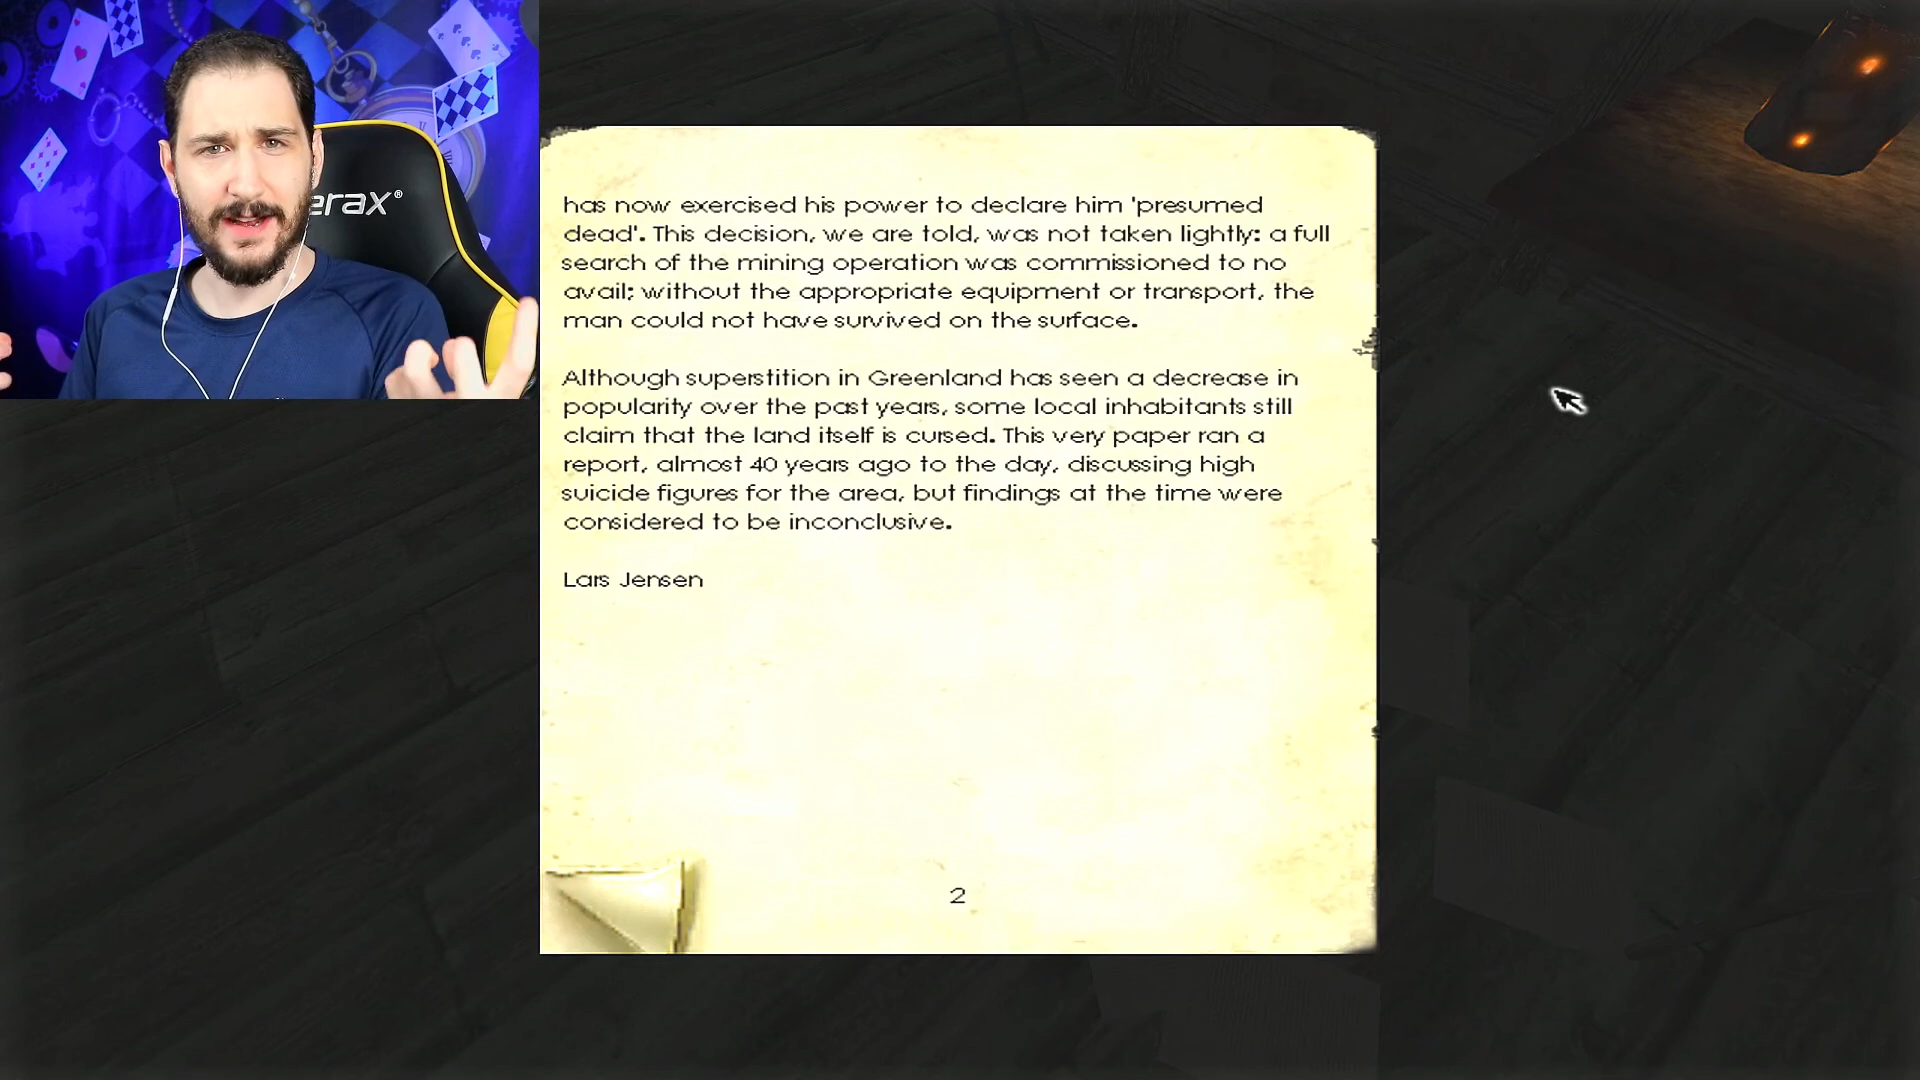 erax®
has now exercised his power to declare him 'presumed
dead'. This decision, we are told, was not taken lightly: a full
search of the mining operation was commissioned to no
avail; without the appropriate equipment or transport, the
man could not have survived on the surface.
Although superstition in Greenland has seen a decrease in
popularity over the past years, some local inhabitants still
claim that the land itself is cursed. This very paper ran a
report, almost 40 years ago to the day, discussing high
suicide figures for the area, but findings at the time were
considered to be inconclusive.
Lars Jensen
2